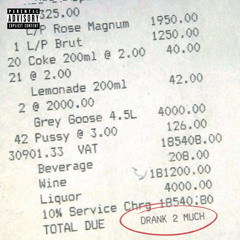 PARENTAL
ADVISORY
EXPLICIT CONTENT
@ 525.00
L/P Rose Magnum 1950.00
1 L/P Brut 1250.00
20 Coke 200ml @ 2.00 40.00
21 @ 2.00
Lemonade 200ml 42.00
2 @ 2000.00
Grey Goose 4.5L 4000.00
42 Pussy @ 3.00 126.00
30901.33 VAT
Beverage 185408.00
Wine 208.00
Liquor 181200.00
10% Service Chrg 4000.00
TOTAL DUE 18540.80
DRANK 2 MUCH